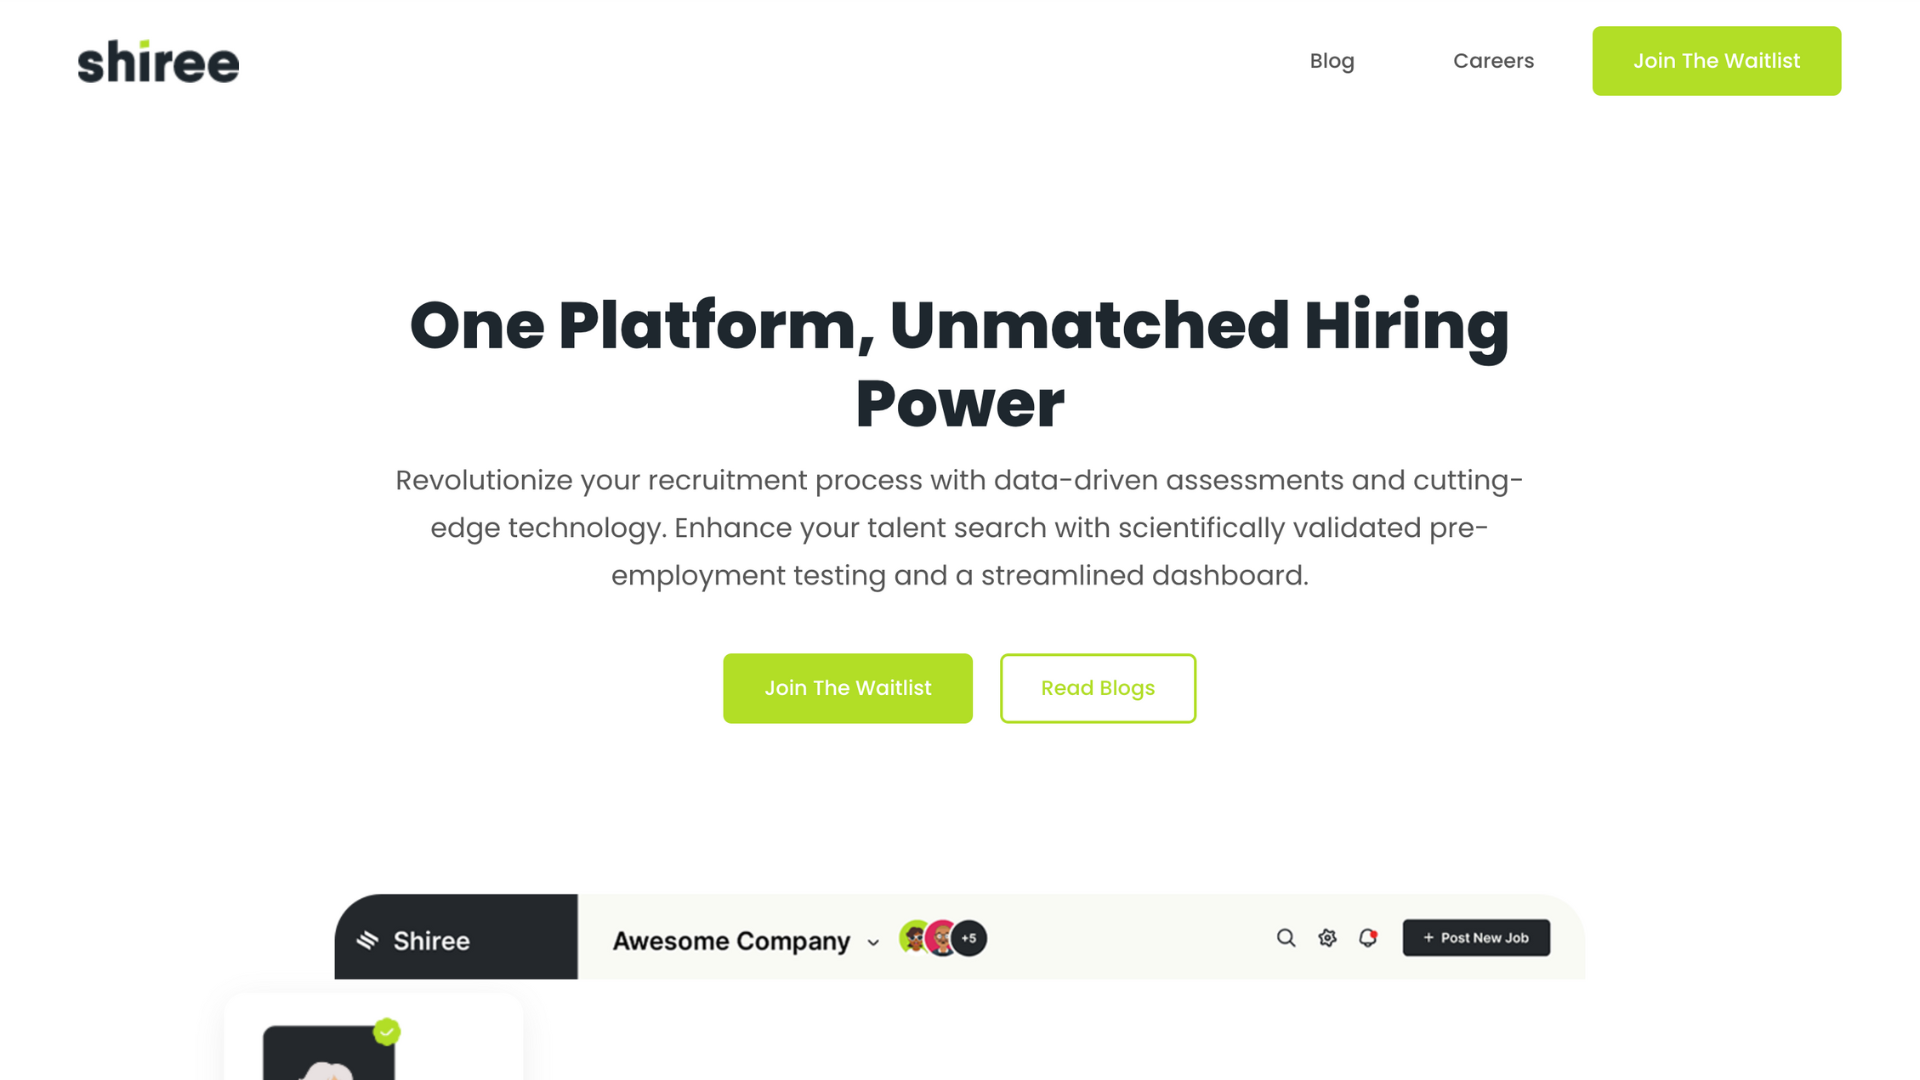 shiree
Blog
Careers
Join The Waitlist
One Platform, Unmatched Hiring
Power
Revolutionize your recruitment process with data-driven assessments and cutting-
edge technology. Enhance your talent search with scientifically validated pre-
employment testing and a streamlined dashboard.
Join The Waitlist
Read Blogs
Shiree
Awesome Company
+5
+ Post New Job